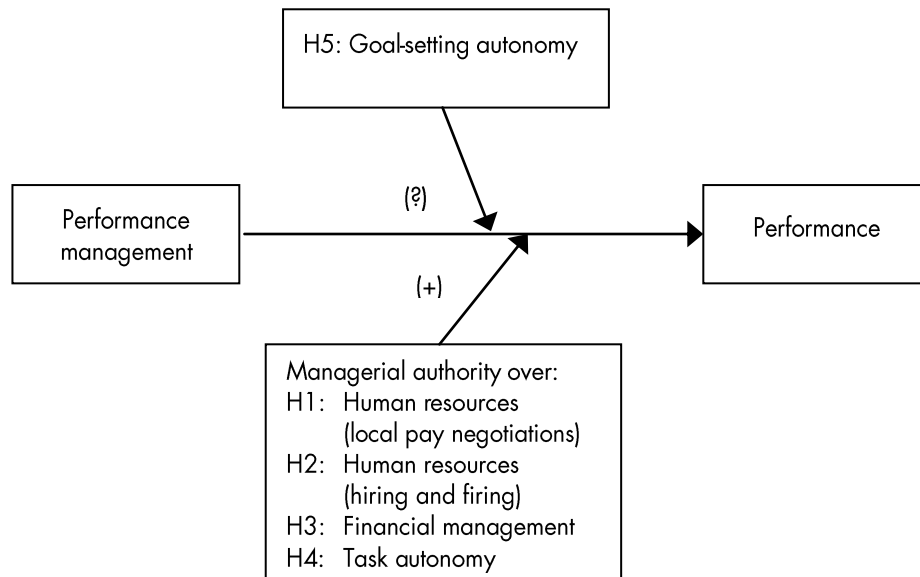 H5: Goal-setting autonomy
(?)
Performance
management
Performance
(+)
Managerial authority over:
H1: Human resources
(local pay negotiations)
H2: Human resources
(hiring and firing)
H3: Financial management
H4: Task autonomy